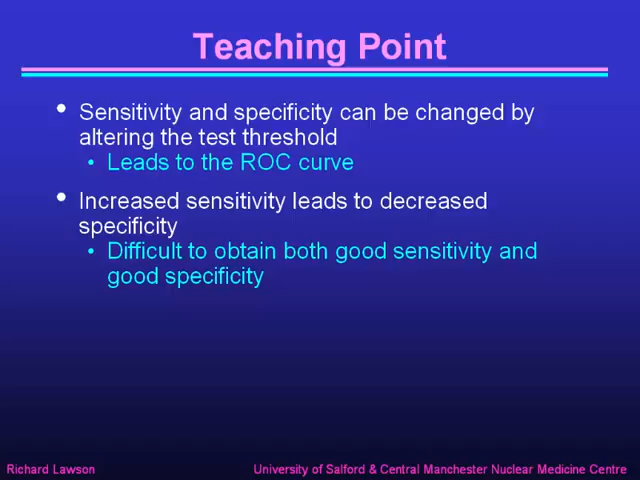 Teaching Point
• Sensitivity and specificity can be changed by
altering the test threshold
• Leads to the ROC curve
• Increased sensitivity leads to decreased
specificity
• Difficult to obtain both good sensitivity and
good specificity
Richard Lawson
University of Salford & Central Manchester Nuclear Medicine Centre